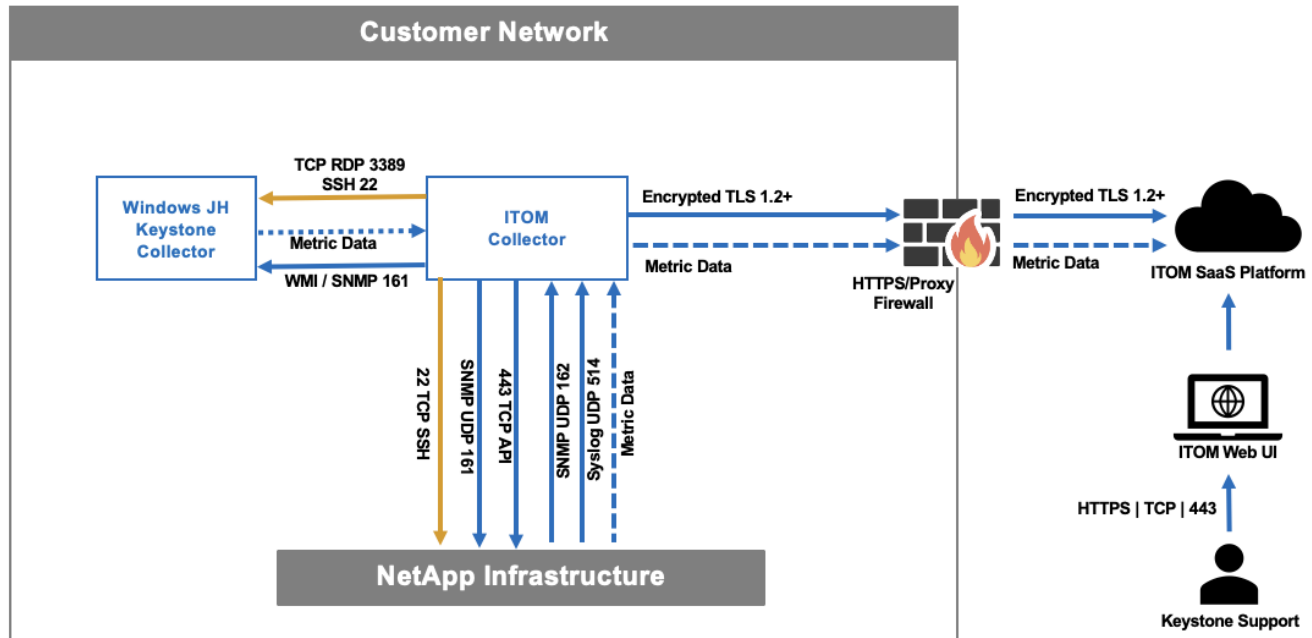 Customer Network
TCP RDP 3389
SSH 22
Windows JH
Keystone
Collector
Metric Data
WMI / SNMP 161
ITOM
Collector
Encrypted TLS 1.2+
Metric Data
HTTPS/Proxy
Firewall
Encrypted TLS 1.2+
Metric Data
ITOM SaaS Platform
22 TCP SSH
SNMP UDP 161
443 TCP API
SNMP UDP 162
Syslog UDP 514
Metric Data
NetApp Infrastructure
ITOM Web UI
HTTPS | TCP | 443
Keystone Support